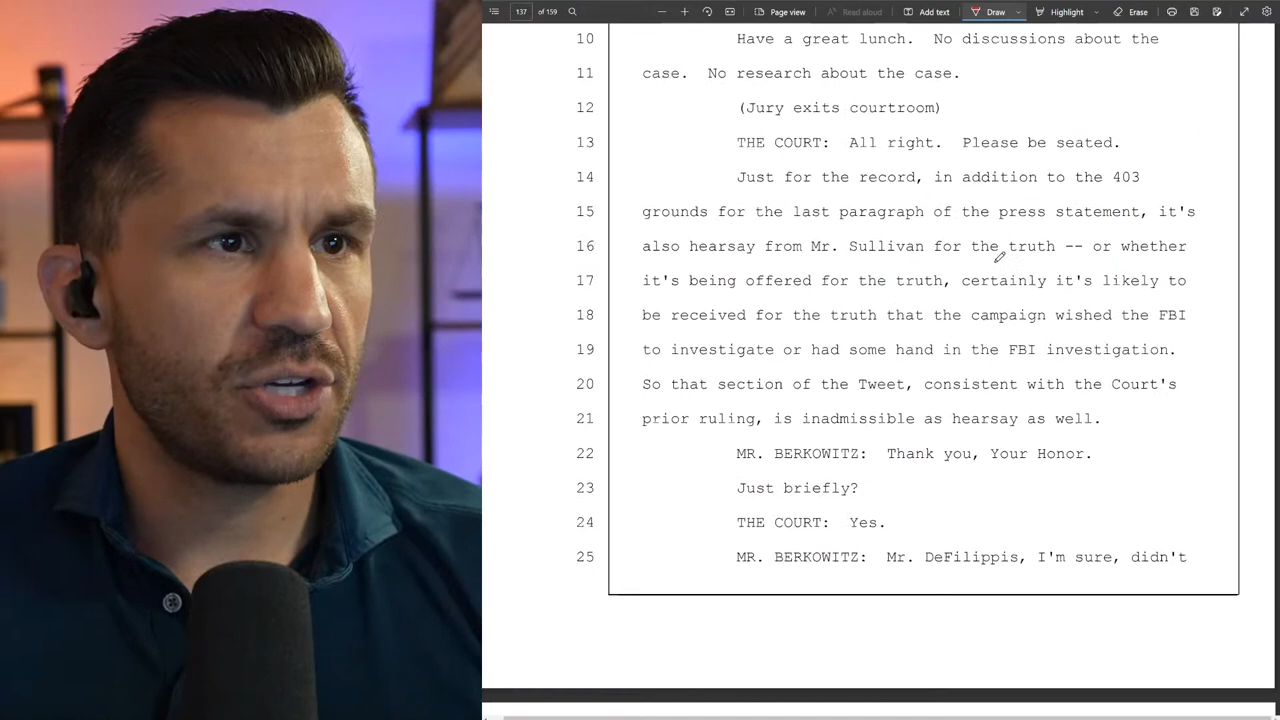 137 of 159 Page view Read aloud Add text Draw Highlight Erase
10 Have a great lunch. No discussions about the
11 case. No research about the case.
12 (Jury exits courtroom)
13 THE COURT: All right. Please be seated.
14 Just for the record, in addition to the 403
15 grounds for the last paragraph of the press statement, it's
16 also hearsay from Mr. Sullivan for the truth -- or whether
17 it's being offered for the truth, certainly it's likely to
18 be received for the truth that the campaign wished the FBI
19 to investigate or had some hand in the FBI investigation.
20 So that section of the Tweet, consistent with the Court's
21 prior ruling, is inadmissible as hearsay as well.
22 MR. BERKOWITZ: Thank you, Your Honor.
23 Just briefly?
24 THE COURT: Yes.
25 MR. BERKOWITZ: Mr. DeFilippis, I'm sure, didn't